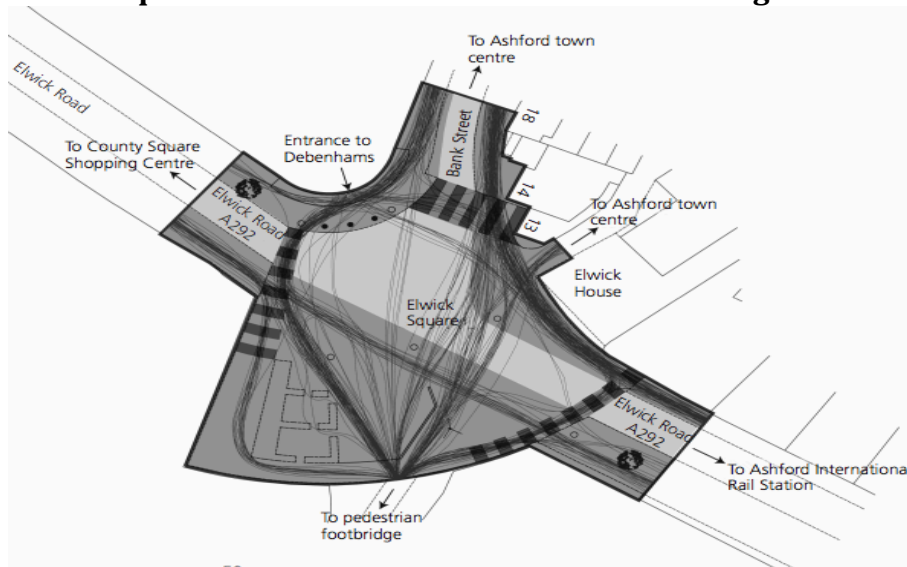 To Ashford town
centre
Elwick Road
18
Bank Street
Entrance to
Debenhams
To County Square
Shopping Centre
14
Elwick Road
A292
To Ashford town
centre
13
Elwick
House
Elwick
Square
Elwick Road
A292
To Ashford Internationa
Rail Station
To pedestrian
footbridge